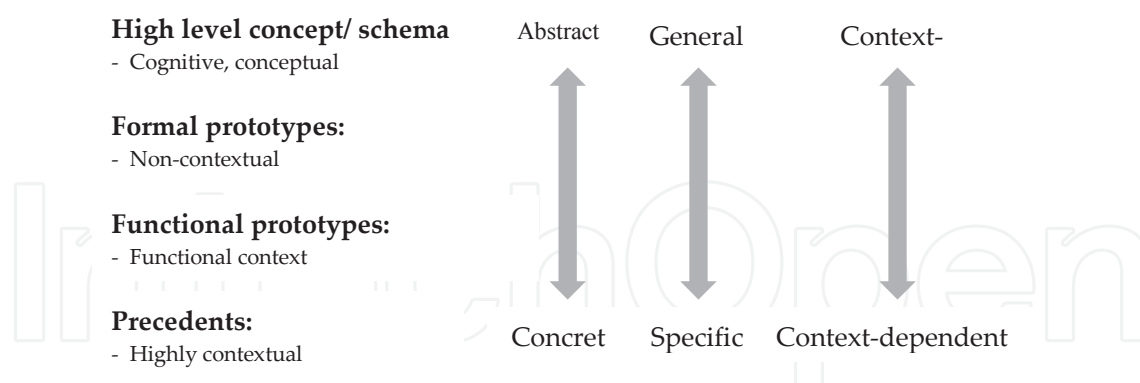 High level concept/ schema
- Cognitive, conceptual
Formal prototypes:
- Non-contextual
Functional prototypes:
- Functional context
Precedents:
- Highly contextual
Abstract
General
Context-
Concret
Specific
Context-dependent